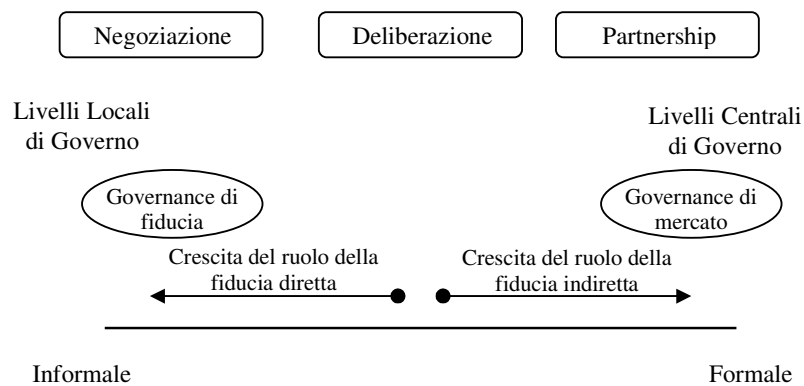 Negoziazione
Deliberazione
Partnership
Livelli Locali
di Governo
Livelli Centrali
di Governo
Governance di
fiducia
Governance di
mercato
Crescita del ruolo della
fiducia diretta
Crescita del ruolo della
fiducia indiretta
Informale
Formale